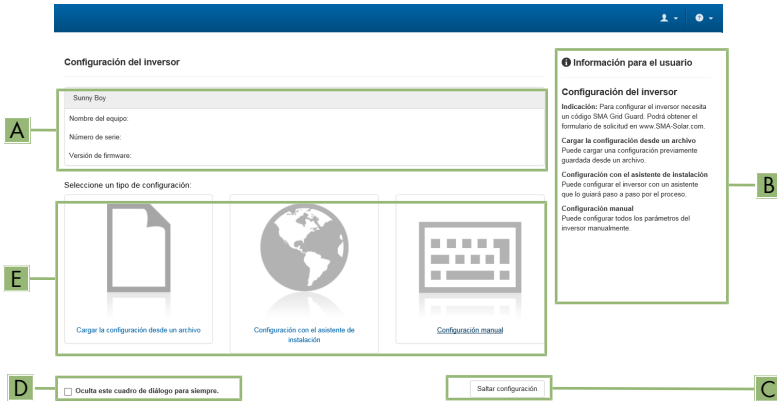 Configuración del inversor
Sunny Boy
Nombre del equipo:
Número de serie:
Versión de firmware:
Seleccione un tipo de configuración:
Cargar la configuración desde un archivo
Configuración con el asistente de
instalación
Configuración manual
Oculta este cuadro de diálogo para siempre.
Saltar configuración
Información para el usuario
Configuración del inversor
Indicación: Para configurar el inversor necesita
un código SMA Grid Guard. Podrá obtener el
formulario de solicitud en www.SMA-Solar.com.
Cargar la configuración desde un archivo
Puede cargar una configuración previamente
guardada desde un archivo.
Configuración con el asistente de instalación
Puede configurar el inversor con un asistente
que lo guiará paso a paso por el proceso.
Configuración manual
Puede configurar todos los parámetros del
inversor manualmente.
A
B
C
D
E